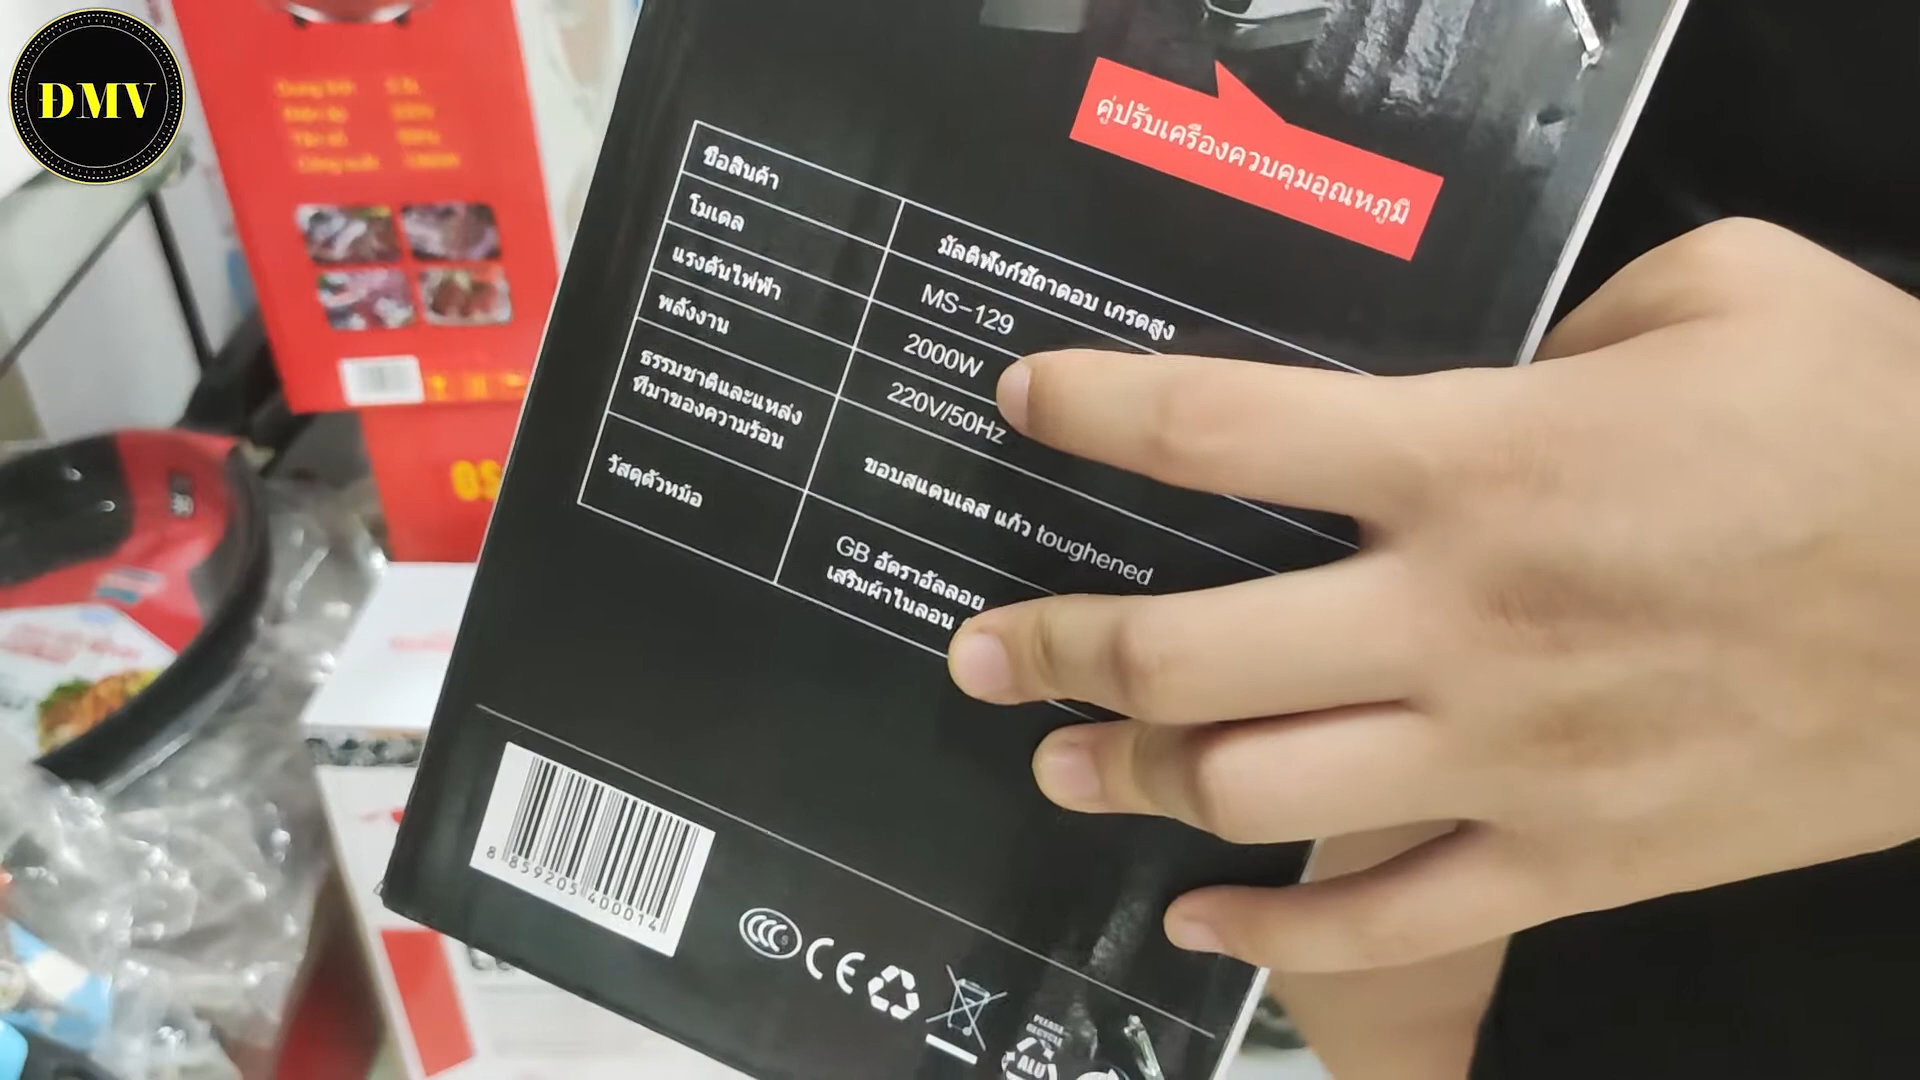 ĐMV
คู่ปรับเครื่องควบคุมอุณหภูมิ
ชื่อสินค้า
มัลติฟังก์ชั่ถาดอบ เกรดสูง
โมเดล
MS-129
แรงดันไฟฟ้า
2000W
พลังงาน
220V/50Hz
ธรรมชาติและแหล่ง
ที่มาของความร้อน
ขอบสแตนเลส แก้ว toughened
วัสดุตัวหม้อ
GB อัตราอัลลอย
เสริมผ้าไนลอน
8 859205 400014
CE
PLEASE
RECYCLE
ALU
OS